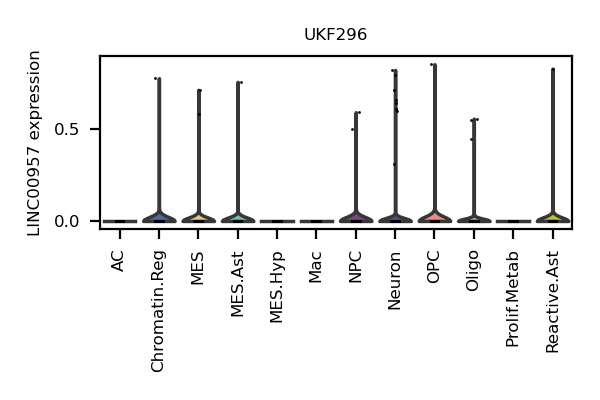 UKF296
LINC00957 expression
0.5
0.0
AC
Chromatin.Reg
MES
MES.Ast
MES.Hyp
Mac
NPC
Neuron
OPC
Oligo
Prolif.Metab
Reactive.Ast